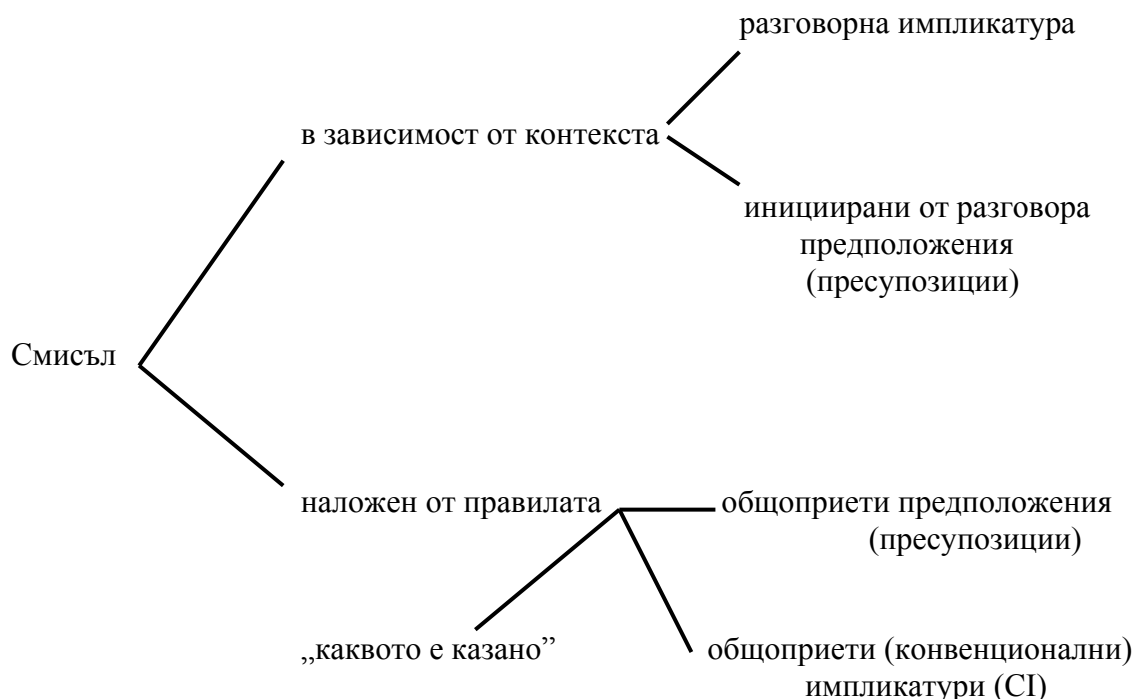 разговорна импликатура
в зависимост от контекста
инициирани от разговора
предположения
(пресупозиции)
Смисъл
наложен от правилата
общоприети предположения
(пресупозиции)
„каквото е казано”
общоприети (конвенционални)
импликатури (CI)